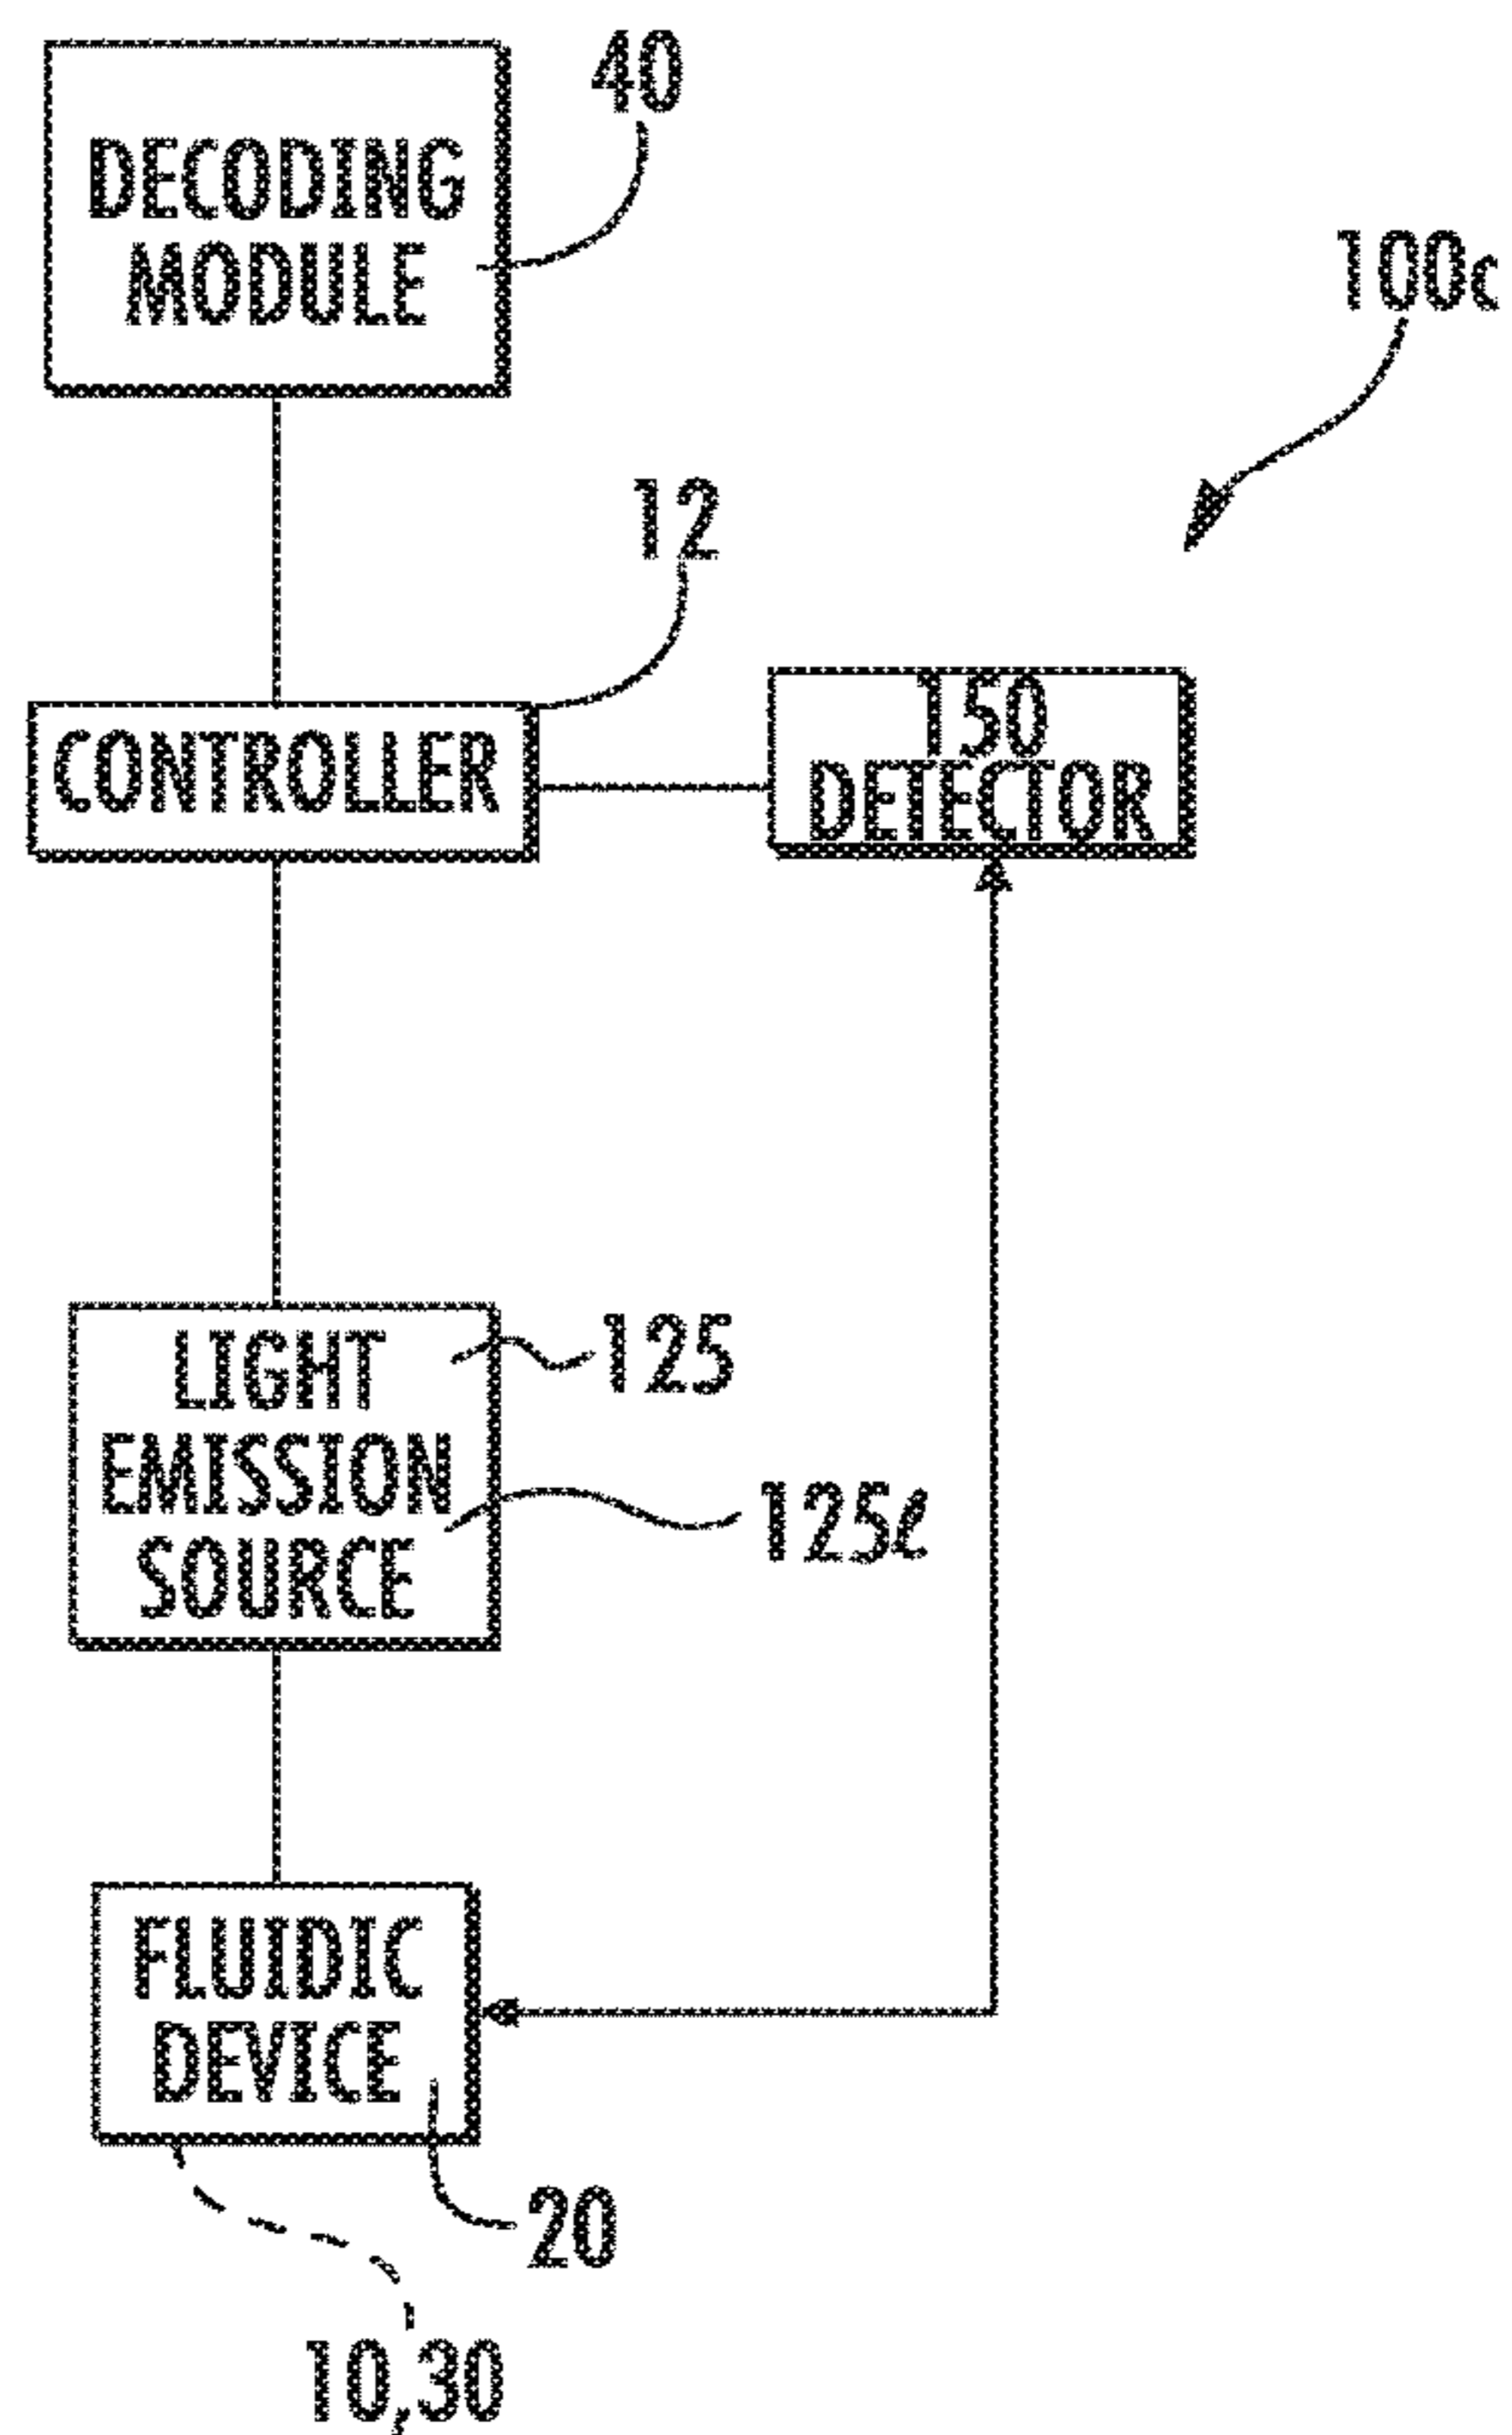 40
DECODING
MODULE
100c
12
CONTROLLER
150
DETECTOR
LIGHT
EMISSION
SOURCE
125
125ℓ
FLUIDIC
DEVICE
20
10,30